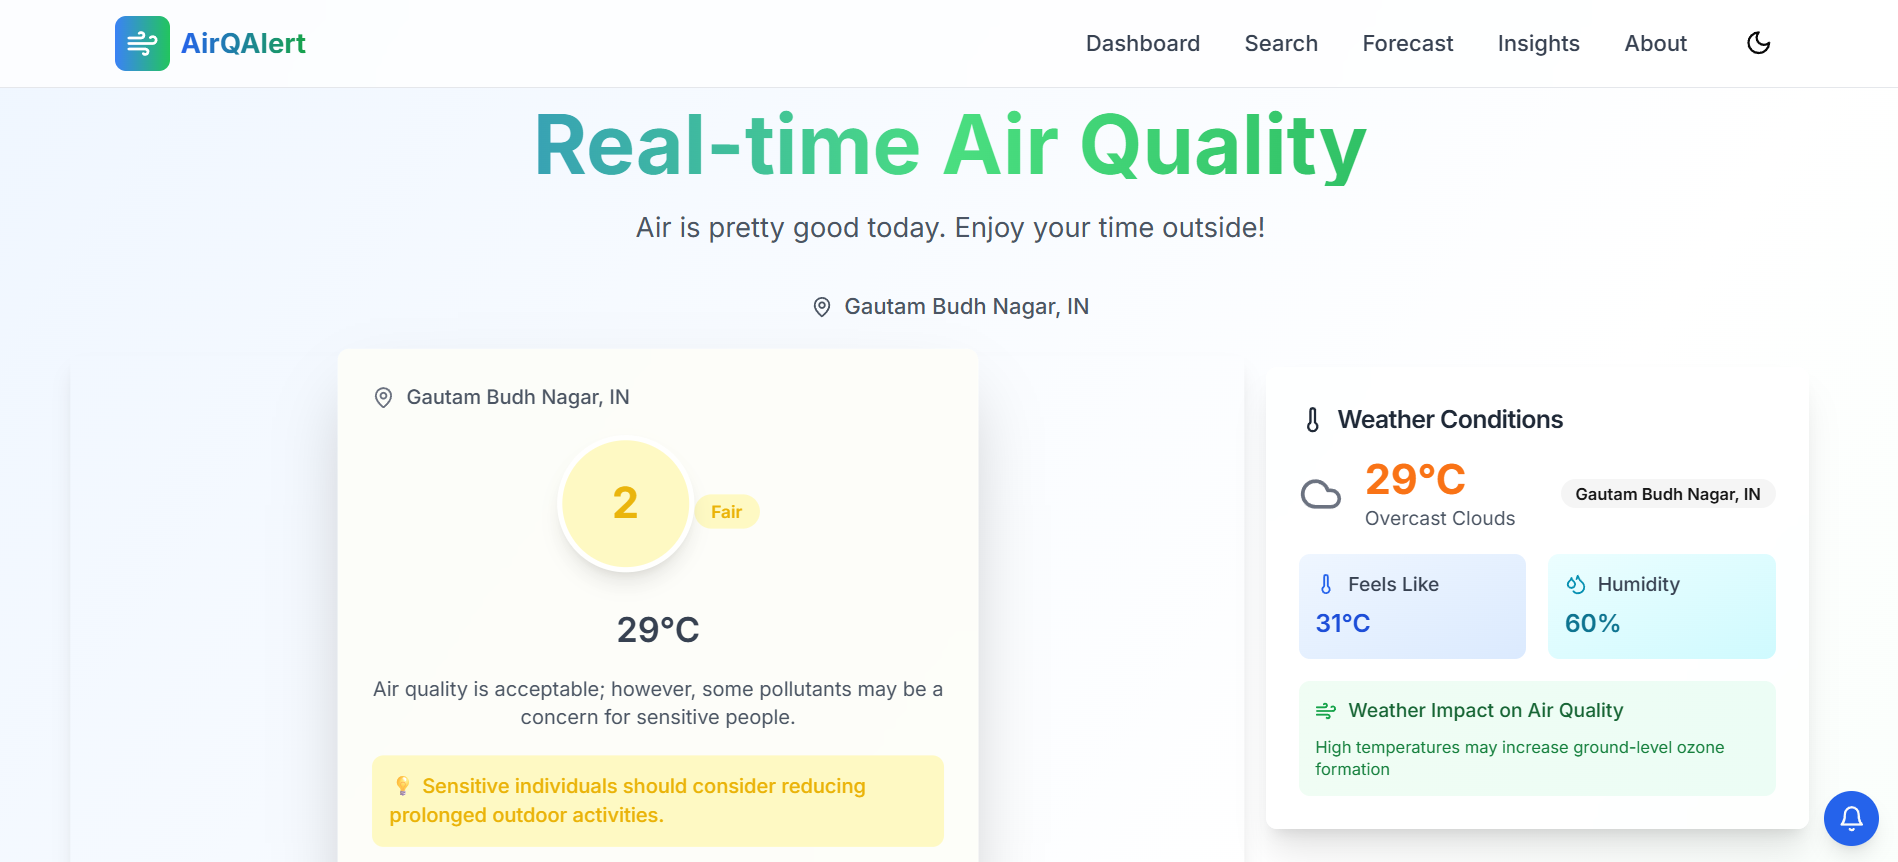 AirQAlert
Dashboard
Search
Forecast
Insights
About
Real-time Air Quality
Air is pretty good today. Enjoy your time outside!
Gautam Budh Nagar, IN
Gautam Budh Nagar, IN
2
Fair
29°C
Air quality is acceptable; however, some pollutants may be a
concern for sensitive people.
💡 Sensitive individuals should consider reducing
prolonged outdoor activities.
Weather Conditions
29°C
Overcast Clouds
Gautam Budh Nagar, IN
Feels Like
31°C
Humidity
60%
Weather Impact on Air Quality
High temperatures may increase ground-level ozone
formation